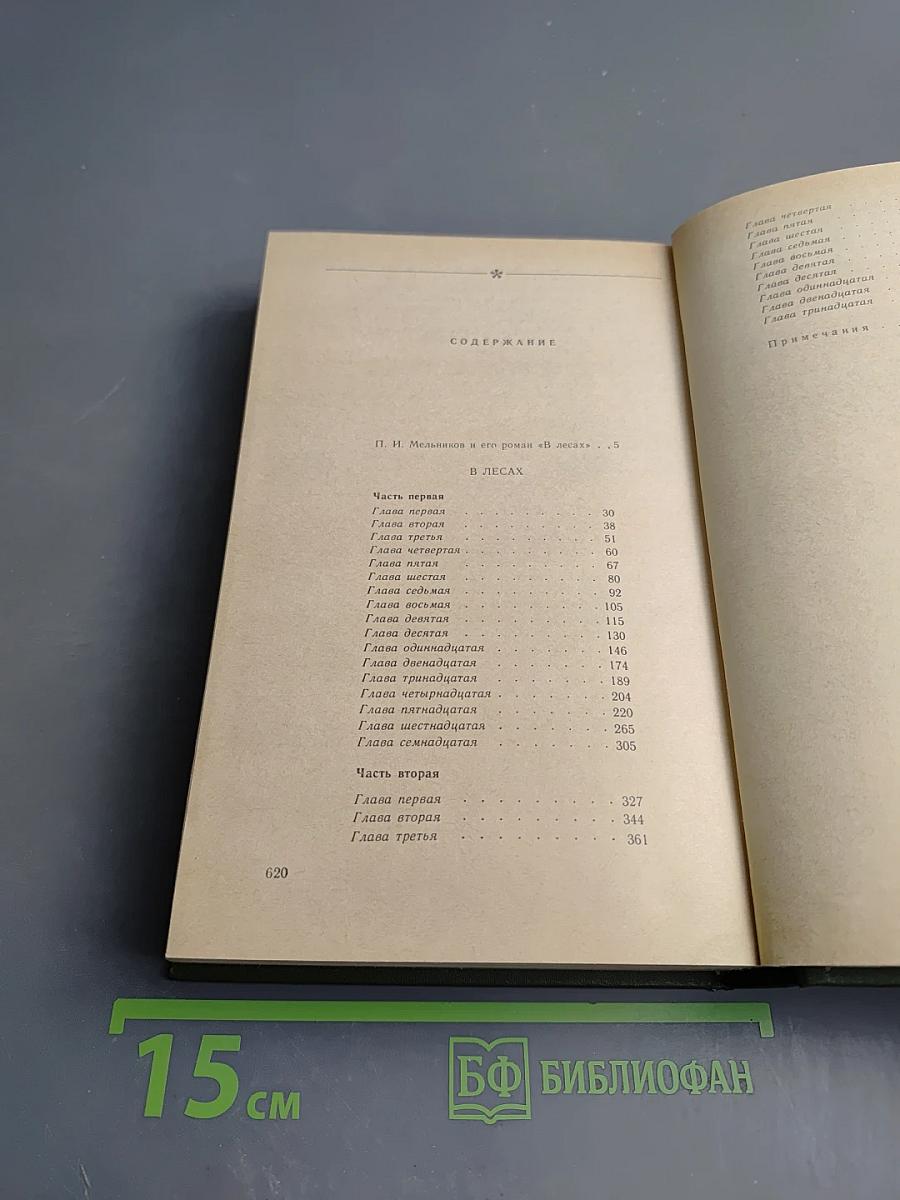 *
СОДЕРЖАНИЕ
П. И. Мельников и его роман «В лесах» . . 5
В ЛЕСАХ
Часть первая
Глава первая . . . . . . . . . 30
Глава вторая . . . . . . . . . 38
Глава третья . . . . . . . . . 51
Глава четвертая . . . . . . . . 60
Глава пятая . . . . . . . . . 67
Глава шестая . . . . . . . . . 80
Глава седьмая . . . . . . . . . 92
Глава восьмая . . . . . . . . . 105
Глава девятая . . . . . . . . . 115
Глава десятая . . . . . . . . . 130
Глава одиннадцатая . . . . . . . 146
Глава двенадцатая . . . . . . . 174
Глава тринадцатая . . . . . . . 189
Глава четырнадцатая . . . . . . . 204
Глава пятнадцатая . . . . . . . 220
Глава шестнадцатая . . . . . . . 265
Глава семнадцатая . . . . . . . 305
Часть вторая
Глава первая . . . . . . . . . 327
Глава вторая . . . . . . . . . 344
Глава третья . . . . . . . . . 361
620
Глава четвертая . .
Глава пятая . .
Глава шестая . .
Глава седьмая . .
Глава восьмая . .
Глава девятая . .
Глава десятая . .
Глава одиннадцатая .
Глава двенадцатая .
Глава тринадцатая .
Примечания . .
15 см
БФ БИБЛИОФАН